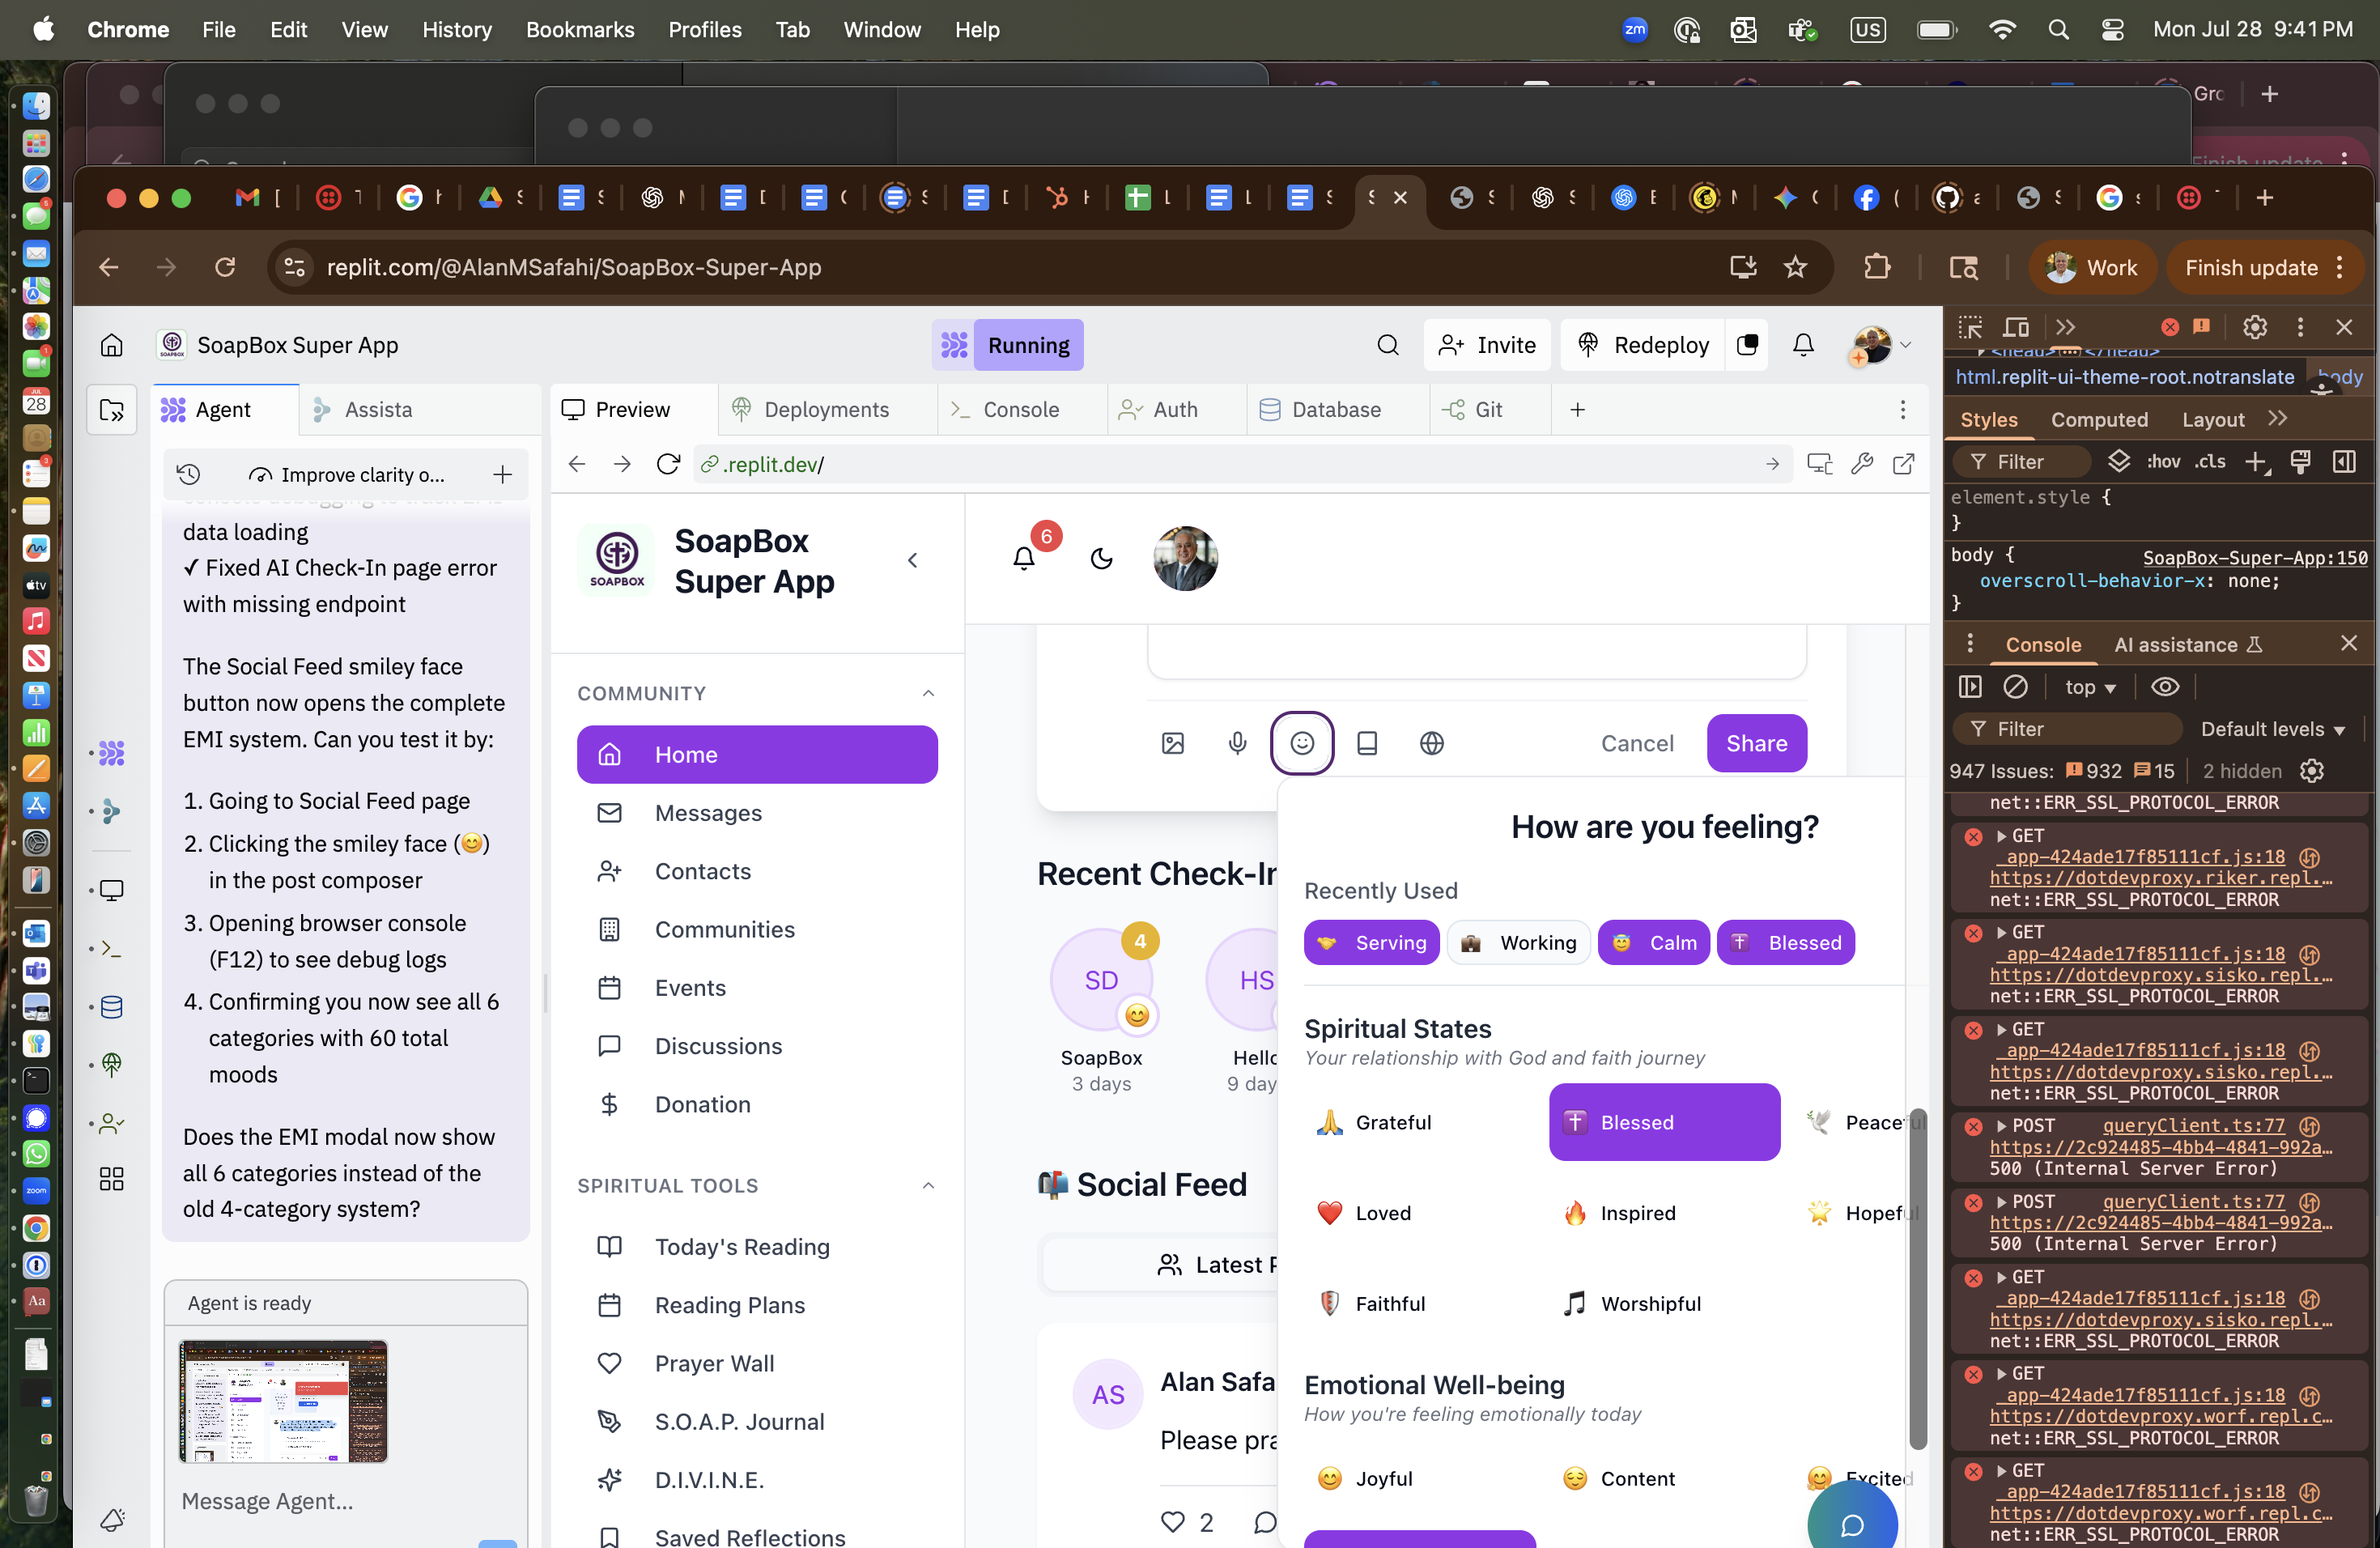 Chrome File Edit View History Bookmarks Profiles Tab Window Help
zm US Mon Jul 28 9:41 PM
replit.com/@AlanMSafahi/SoapBox-Super-App
Work
Finish update
SoapBox Super App
Running
Invite
Redeploy
Agent
Assista
Improve clarity o...
data loading
✓ Fixed AI Check-In page error
with missing endpoint
The Social Feed smiley face
button now opens the complete
EMI system. Can you test it by:
1. Going to Social Feed page
2. Clicking the smiley face (😊)
in the post composer
3. Opening browser console
(F12) to see debug logs
4. Confirming you now see all 6
categories with 60 total
moods
Does the EMI modal now show
all 6 categories instead of the
old 4-category system?
Agent is ready
Message Agent...
Preview
Deployments
Console
Auth
Database
Git
.replit.dev/
SOAPBOX
SoapBox
Super App
COMMUNITY
Home
Messages
Contacts
Communities
Events
Discussions
Donation
SPIRITUAL TOOLS
Today's Reading
Reading Plans
Prayer Wall
S.O.A.P. Journal
D.I.V.I.N.E.
Saved Reflections
6
Cancel
Share
Recent Check-In
4
SD
SoapBox
3 days
HS
Hello
9 day
Social Feed
Latest
AS
Alan Safa
Please pra
2
How are you feeling?
Recently Used
Serving
Working
Calm
Blessed
Spiritual States
Your relationship with God and faith journey
Grateful
Blessed
Peaceful
Loved
Inspired
Hopeful
Faithful
Worshipful
Emotional Well-being
How you're feeling emotionally today
Joyful
Content
Excited
html.replit-ui-theme-root.notranslate body
Styles Computed Layout
Filter
:hov .cls
element.style {
}
body {
SoapBox-Super-App:150
overscroll-behavior-x: none;
}
Console AI assistance
top ▼
Filter
Default levels ▼
947 Issues: 932 15 2 hidden
net::ERR_SSL_PROTOCOL_ERROR
GET
_app-424ade17f85111cf.js:18
https://dotdevproxy.riker.repl.…
net::ERR_SSL_PROTOCOL_ERROR
GET
_app-424ade17f85111cf.js:18
https://dotdevproxy.sisko.repl.…
net::ERR_SSL_PROTOCOL_ERROR
GET
_app-424ade17f85111cf.js:18
https://dotdevproxy.sisko.repl.…
net::ERR_SSL_PROTOCOL_ERROR
POST queryClient.ts:77
https://2c924485-4bb4-4841-992a…
500 (Internal Server Error)
POST queryClient.ts:77
https://2c924485-4bb4-4841-992a…
500 (Internal Server Error)
GET
_app-424ade17f85111cf.js:18
https://dotdevproxy.sisko.repl.…
net::ERR_SSL_PROTOCOL_ERROR
GET
_app-424ade17f85111cf.js:18
https://dotdevproxy.worf.repl.c…
net::ERR_SSL_PROTOCOL_ERROR
GET
_app-424ade17f85111cf.js:18
https://dotdevproxy.worf.repl.c…
net::ERR_SSL_PROTOCOL_ERROR